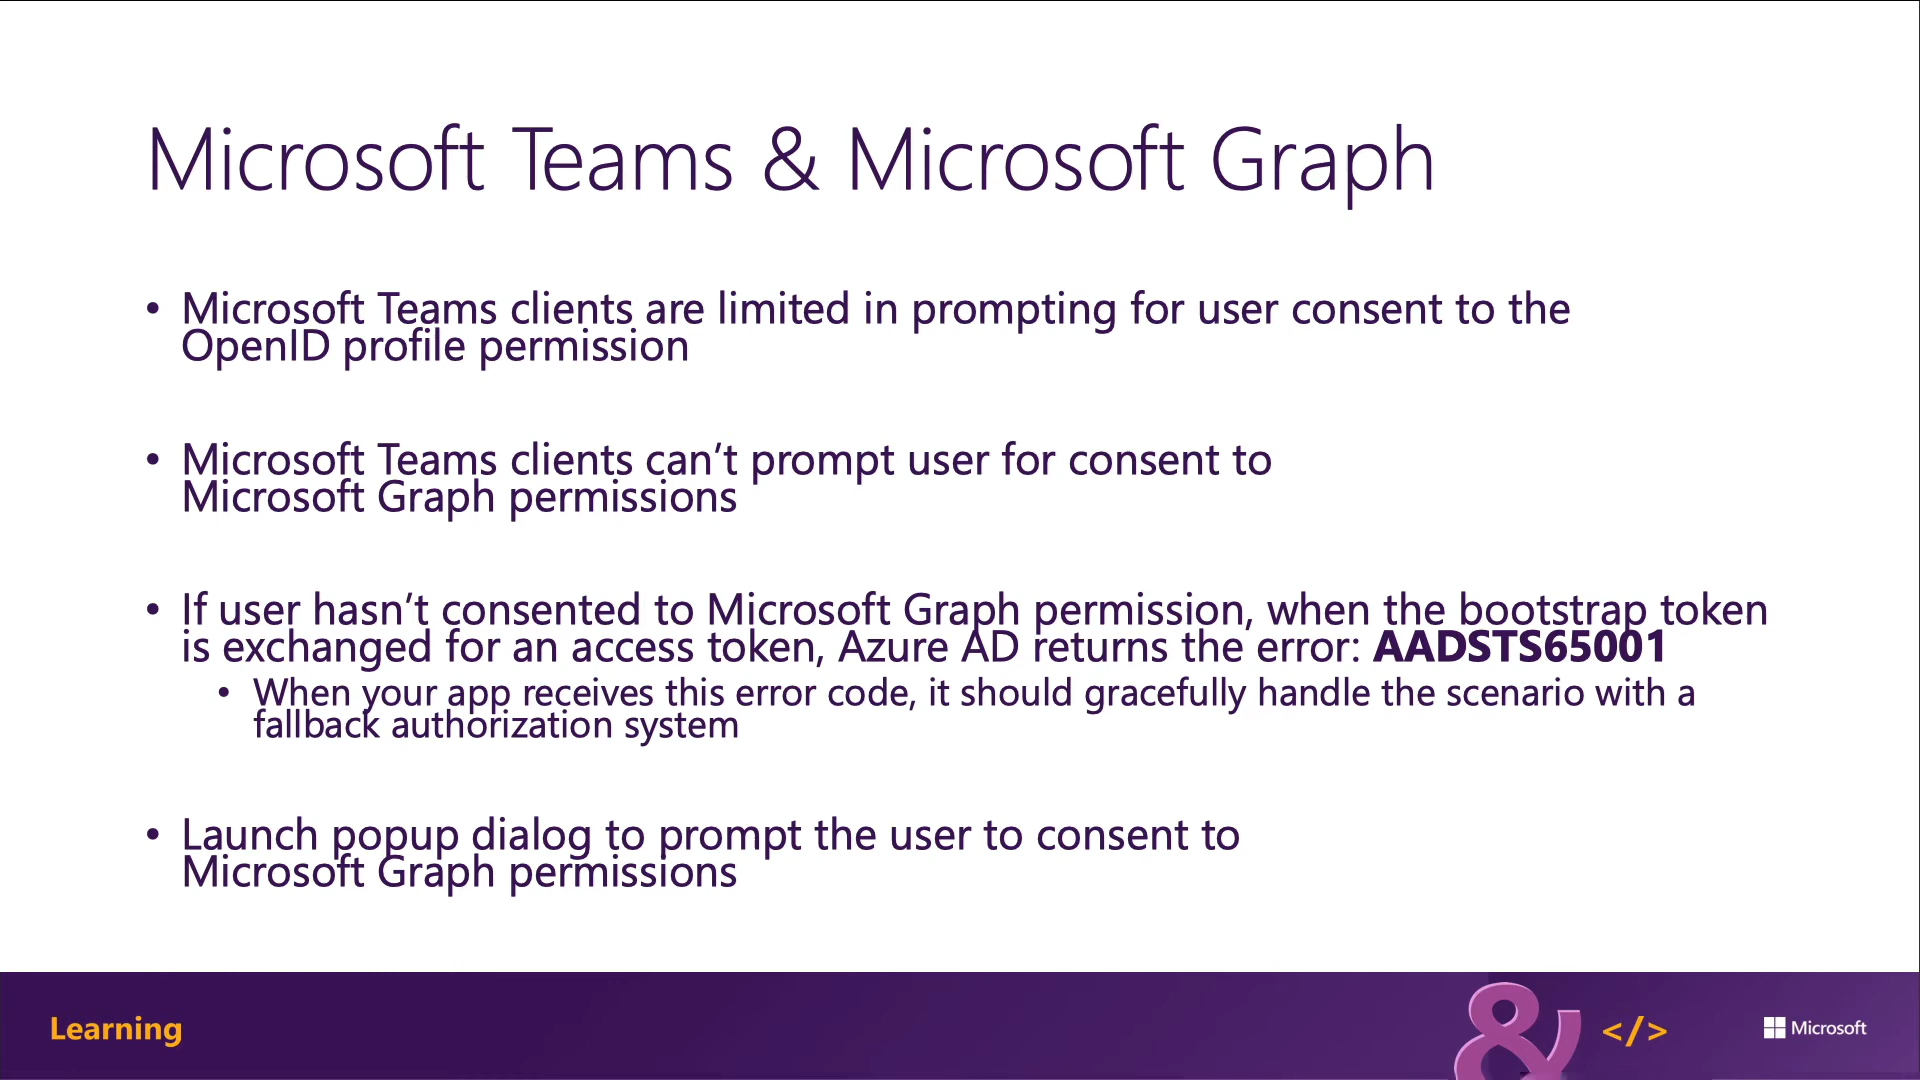 Microsoft Teams & Microsoft Graph
• Microsoft Teams clients are limited in prompting for user consent to the
OpenID profile permission
• Microsoft Teams clients can’t prompt user for consent to
Microsoft Graph permissions
• If user hasn’t consented to Microsoft Graph permission, when the bootstrap token
is exchanged for an access token, Azure AD returns the error: AADSTS65001
• When your app receives this error code, it should gracefully handle the scenario with a
fallback authorization system
• Launch popup dialog to prompt the user to consent to
Microsoft Graph permissions
Learning
& </>
Microsoft